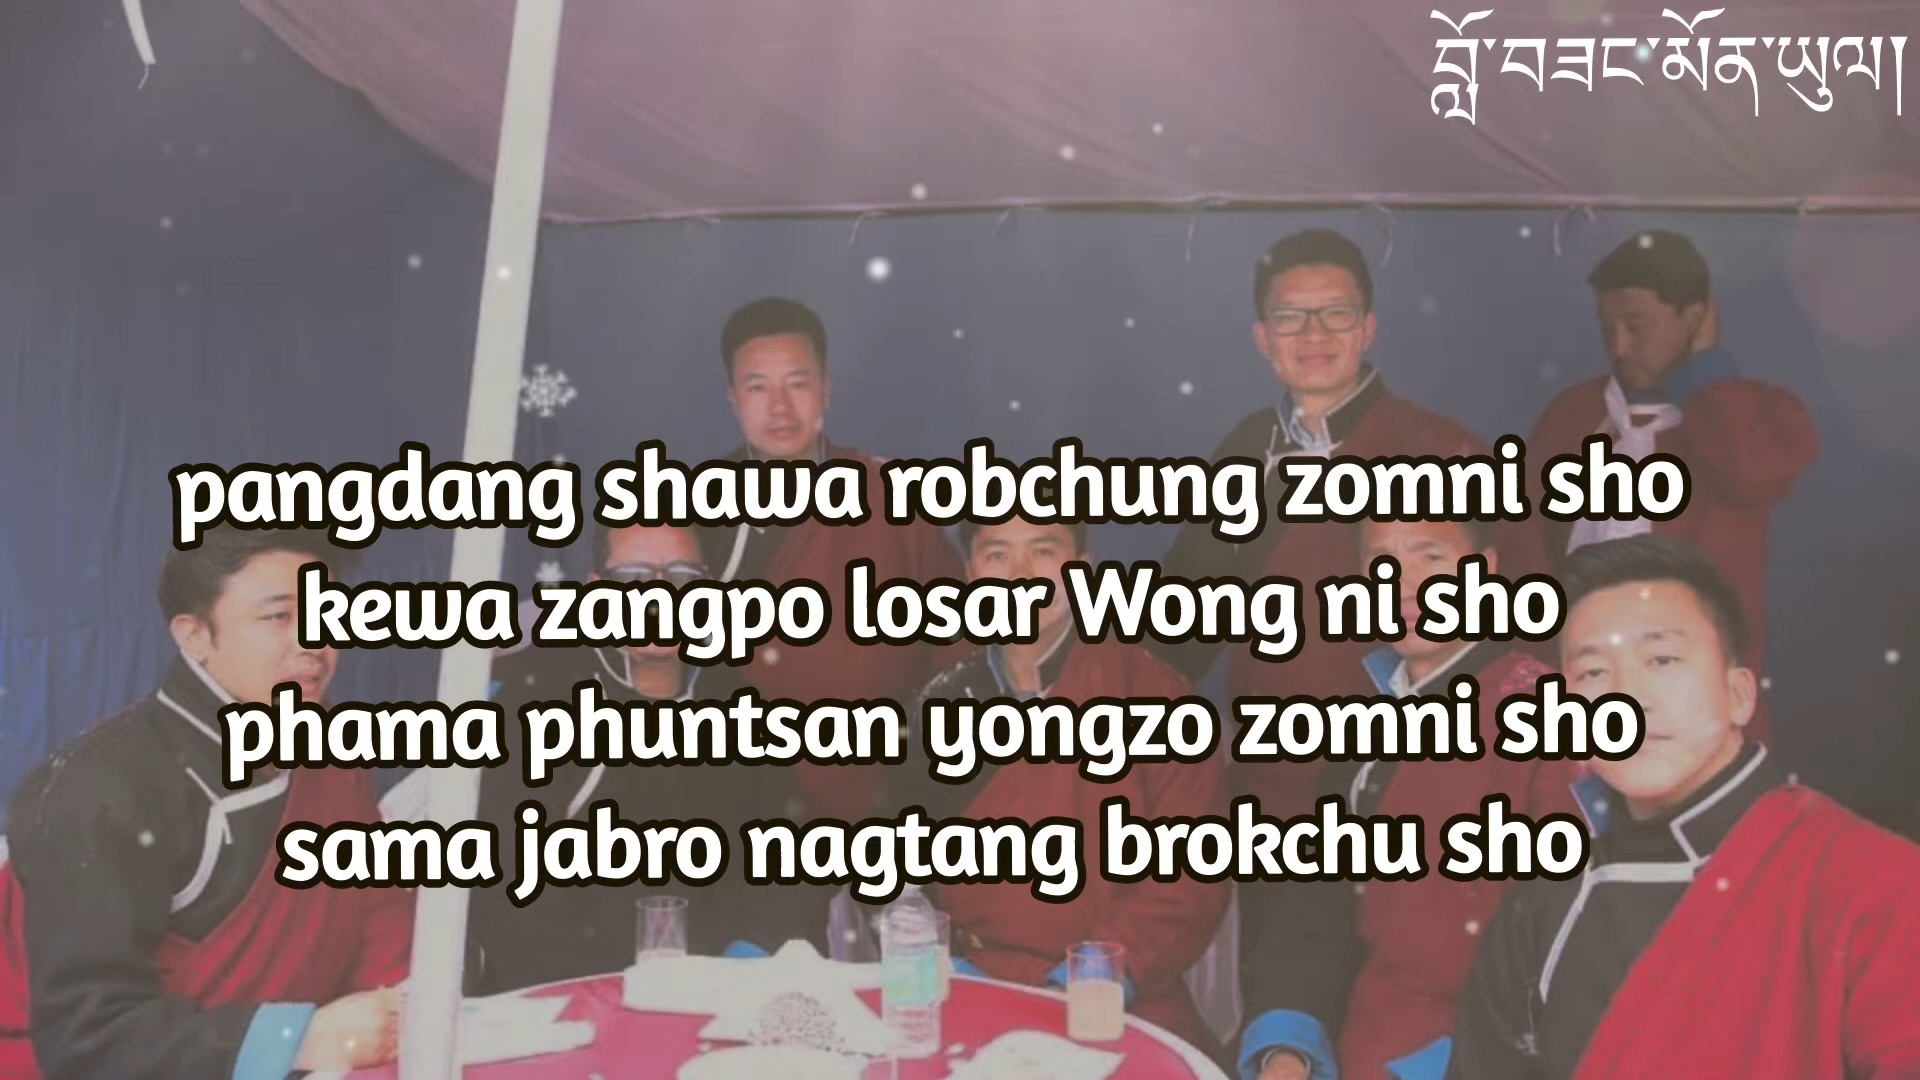 བློ་བཟང་མོན་ཡུལ།
pangdang shawa robchung zomni sho
kewa zangpo losar Wong ni sho
phama phuntsan yongzo zomni sho
sama jabro nagtang brokchu sho